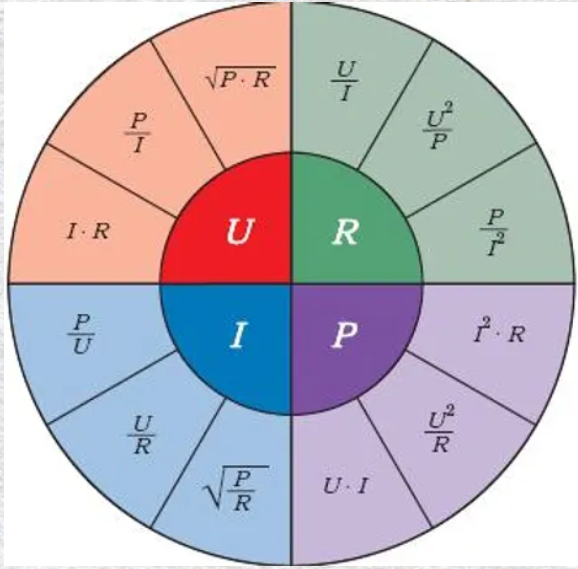 √P · R
U/I
P/I
U²/P
I · R
U
R
P/I²
P/U
I
P
I² · R
U/R
U²/R
√P/R
U · I